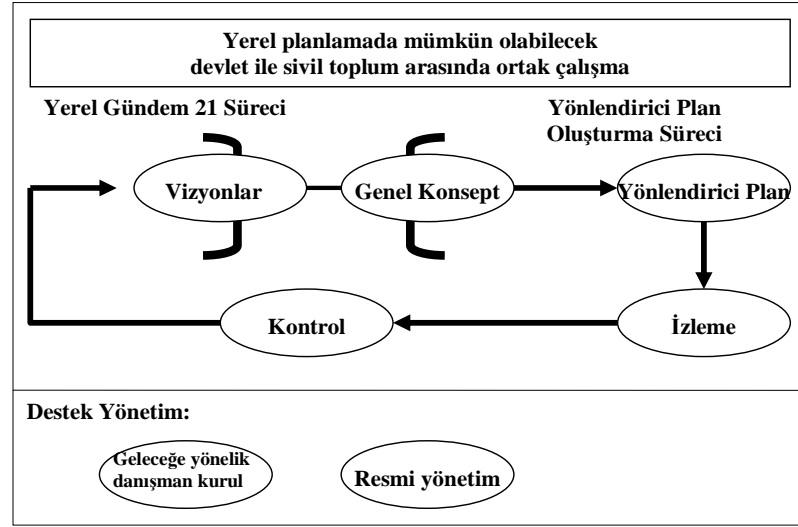 Yerel planlamada mümkün olabilecek
devlet ile sivil toplum arasında ortak çalışma
Yerel Gündem 21 Süreci
Yönlendirici Plan
Oluşturma Süreci
Vizyonlar
Genel Konsept
Yönlendirici Plan
Kontrol
İzleme
Destek Yönetim:
Geleceğe yönelik
danışman kurul
Resmi yönetim